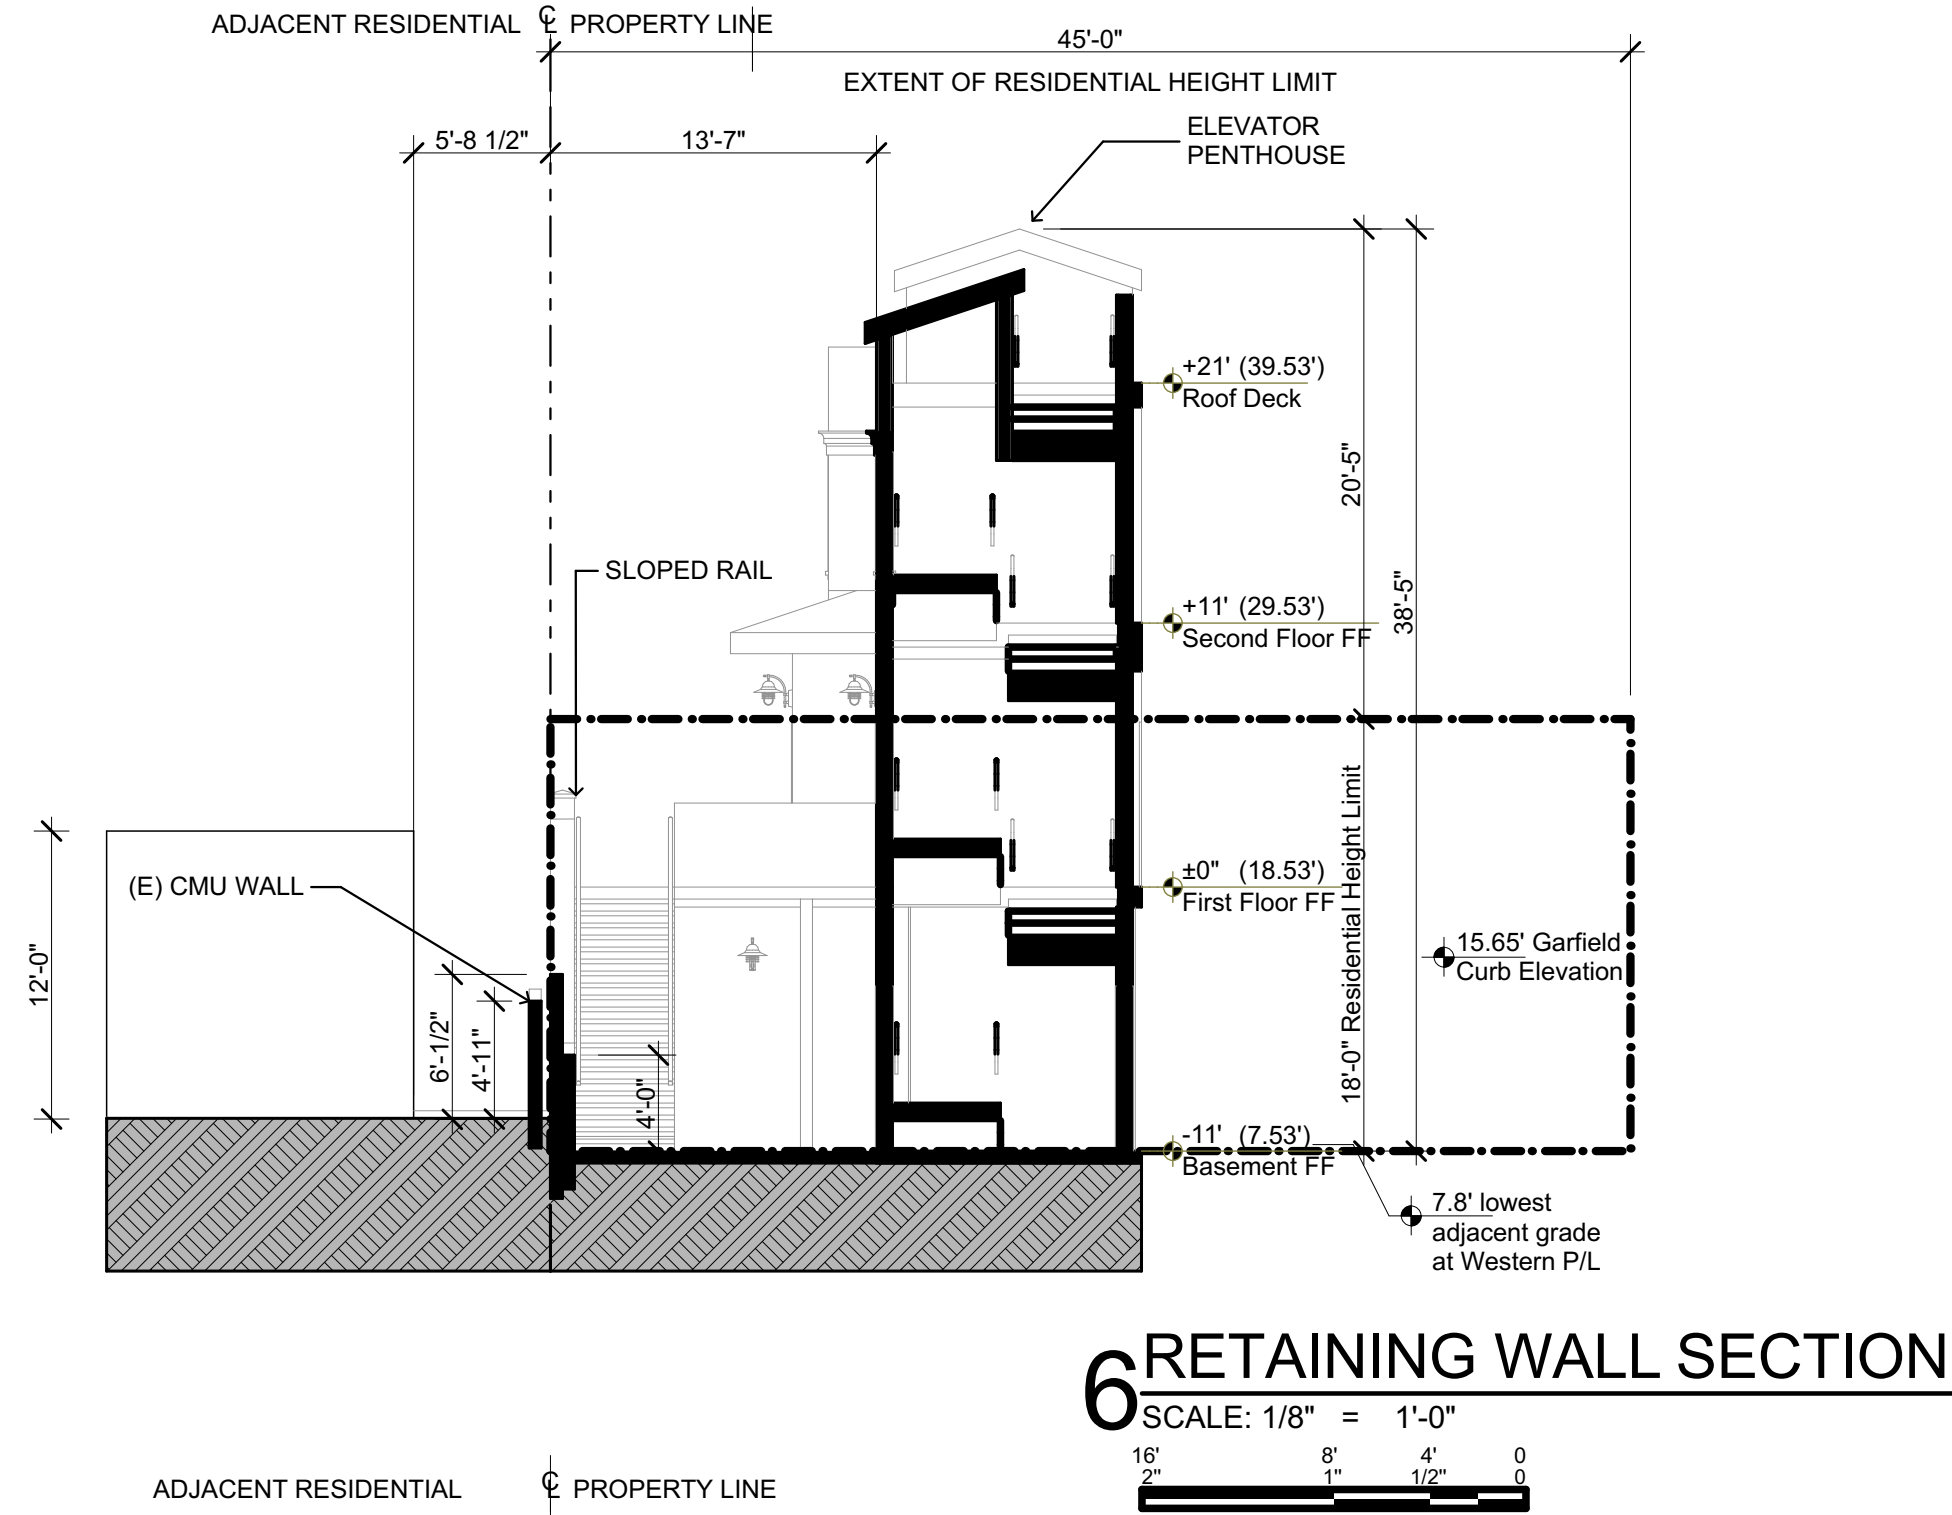 ADJACENT RESIDENTIAL ℄ PROPERTY LINE
45'-0"
EXTENT OF RESIDENTIAL HEIGHT LIMIT
5'-8 1/2"
13'-7"
ELEVATOR
PENTHOUSE
+21' (39.53')
Roof Deck
20'-5"
SLOPED RAIL
+11' (29.53')
Second Floor FF
38'-5"
18'-0" Residential Height Limit
(E) CMU WALL
±0" (18.53')
First Floor FF
15.65' Garfield
Curb Elevation
12'-0"
6'-1/2"
4'-11"
4'-0"
-11' (7.53')
Basement FF
7.8' lowest
adjacent grade
at Western P/L
6 RETAINING WALL SECTION
SCALE: 1/8" = 1'-0"
16' 8' 4' 0
2" 1" 1/2" 0
ADJACENT RESIDENTIAL ℄ PROPERTY LINE